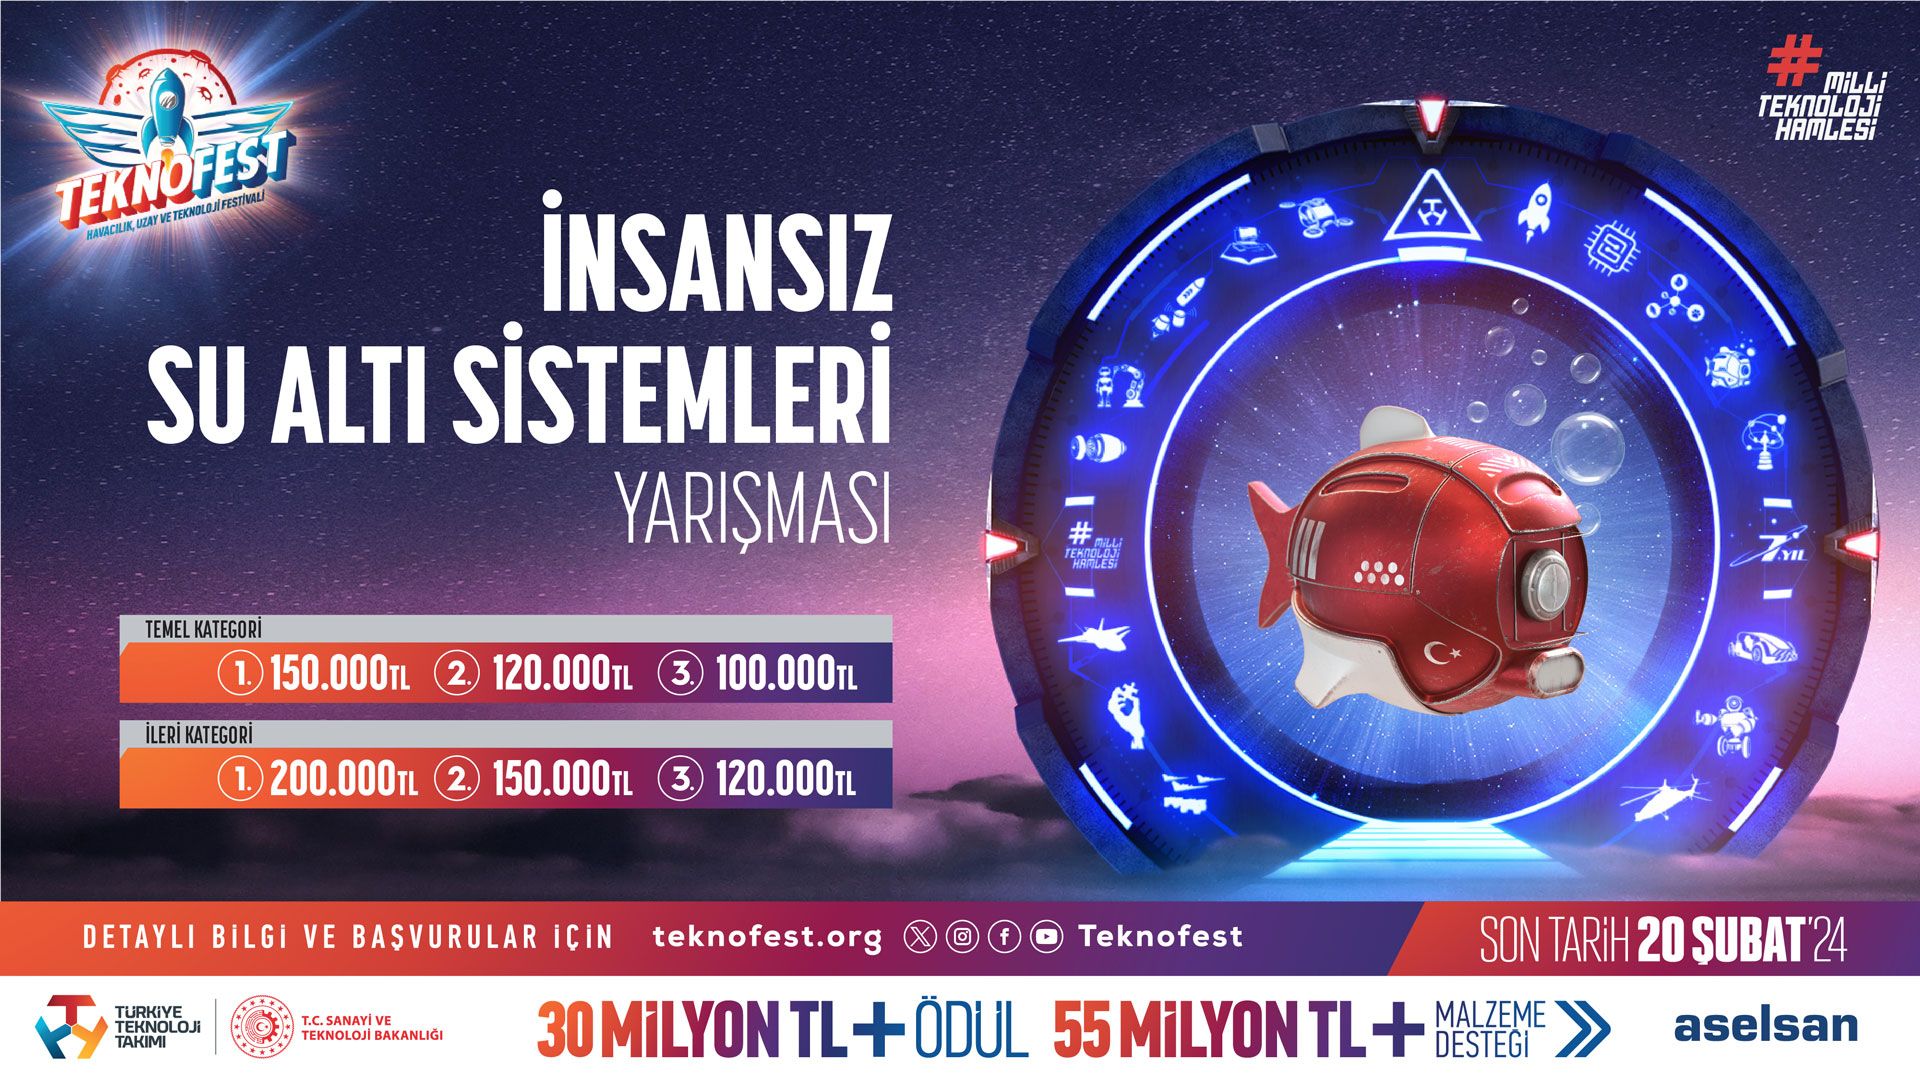 TEKNOFEST
HAVACILIK, UZAY VE TEKNOLOJİ FESTİVALİ
#MİLLİ
TEKNOLOJİ
HAMLESİ
İNSANSIZ
SU ALTI SİSTEMLERİ
YARIŞMASI
TEMEL KATEGORİ
1. 150.000TL 2. 120.000TL 3. 100.000TL
İLERİ KATEGORİ
1. 200.000TL 2. 150.000TL 3. 120.000TL
#MİLLİ
TEKNOLOJİ
HAMLESİ
7.YIL
DETAYLI BİLGİ VE BAŞVURULAR İÇİN teknofest.org Teknofest
SON TARİH 20 ŞUBAT'24
TÜRKİYE
TEKNOLOJİ
TAKIMI
T.C. SANAYİ VE
TEKNOLOJİ BAKANLIĞI
30 MİLYON TL+ ÖDÜL 55 MİLYON TL+ MALZEME
DESTEĞİ
aselsan